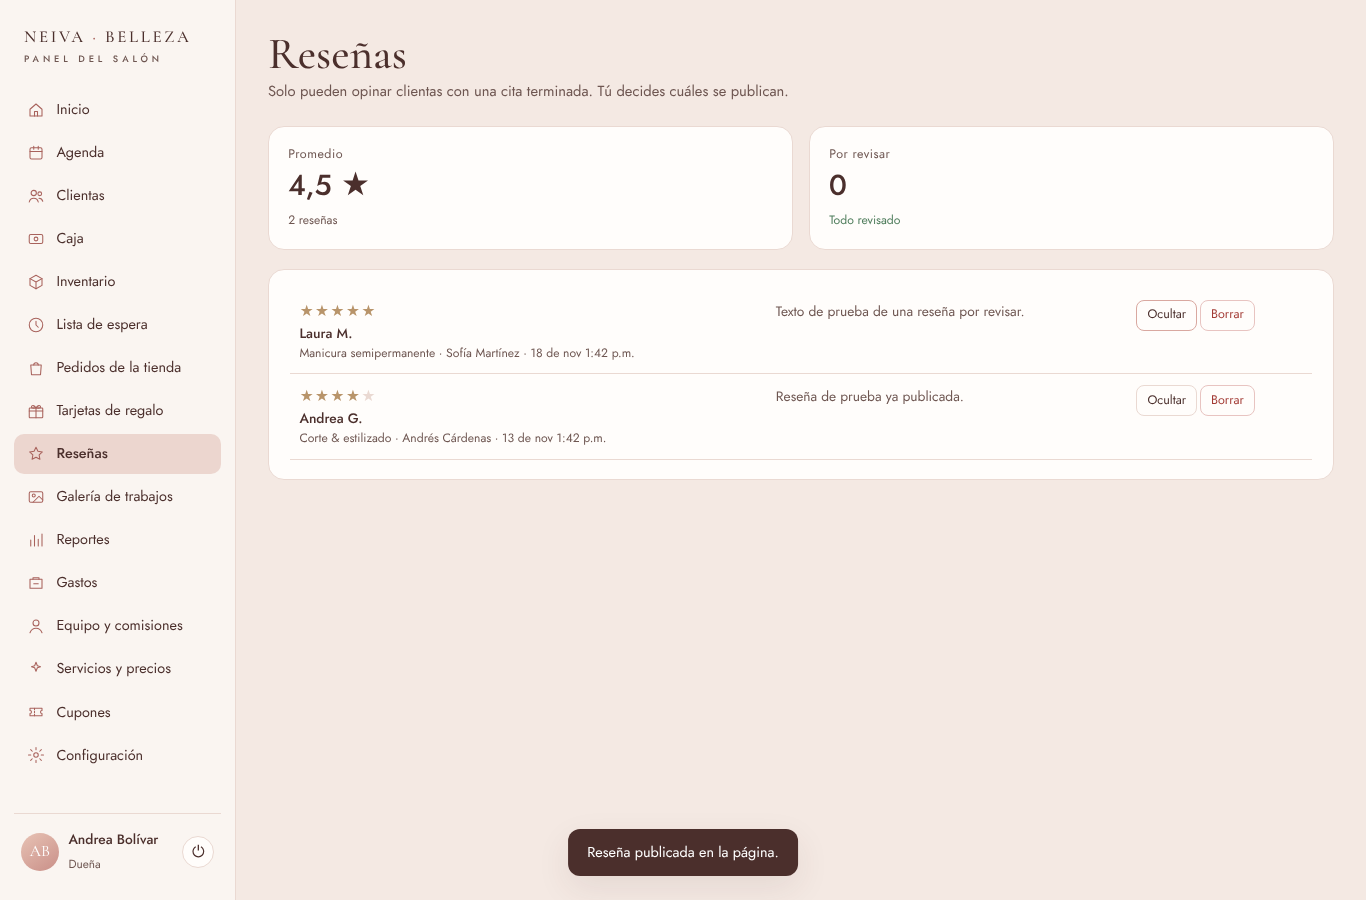 NEIVA · BELLEZA
PANEL DEL SALÓN
Inicio
Agenda
Clientas
Caja
Inventario
Lista de espera
Pedidos de la tienda
Tarjetas de regalo
Reseñas
Galería de trabajos
Reportes
Gastos
Equipo y comisiones
Servicios y precios
Cupones
Configuración
AB
Andrea Bolívar
Dueña
Reseñas
Solo pueden opinar clientas con una cita terminada. Tú decides cuáles se publican.
Promedio
4,5 ★
2 reseñas
Por revisar
0
Todo revisado
★★★★★
Laura M.
Manicura semipermanente · Sofía Martínez · 18 de nov 1:42 p.m.
Texto de prueba de una reseña por revisar.
Ocultar
Borrar
★★★★★
Andrea G.
Corte & estilizado · Andrés Cárdenas · 13 de nov 1:42 p.m.
Reseña de prueba ya publicada.
Ocultar
Borrar
Reseña publicada en la página.